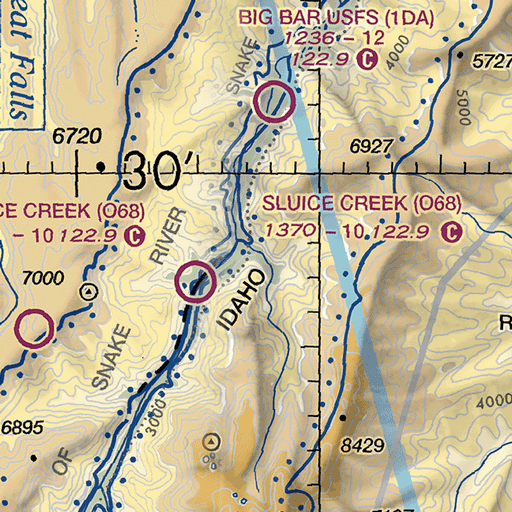 eat Falls
BIG BAR USFS (1DA)
1236 - 12
122.9 C
4000
5727
SNAKE
5000
6720
30'
6927
CE CREEK (O68)
- 10 122.9 C
SLUICE CREEK (O68)
1370 - 10 122.9 C
RIVER
7000
IDAHO
R
SNAKE
4000
3000
6895
8429
OF